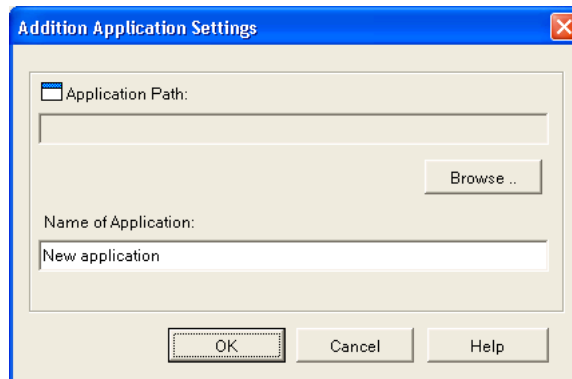 Addition Application Settings
Application Path:
Browse ..
Name of Application:
New application
OK Cancel Help